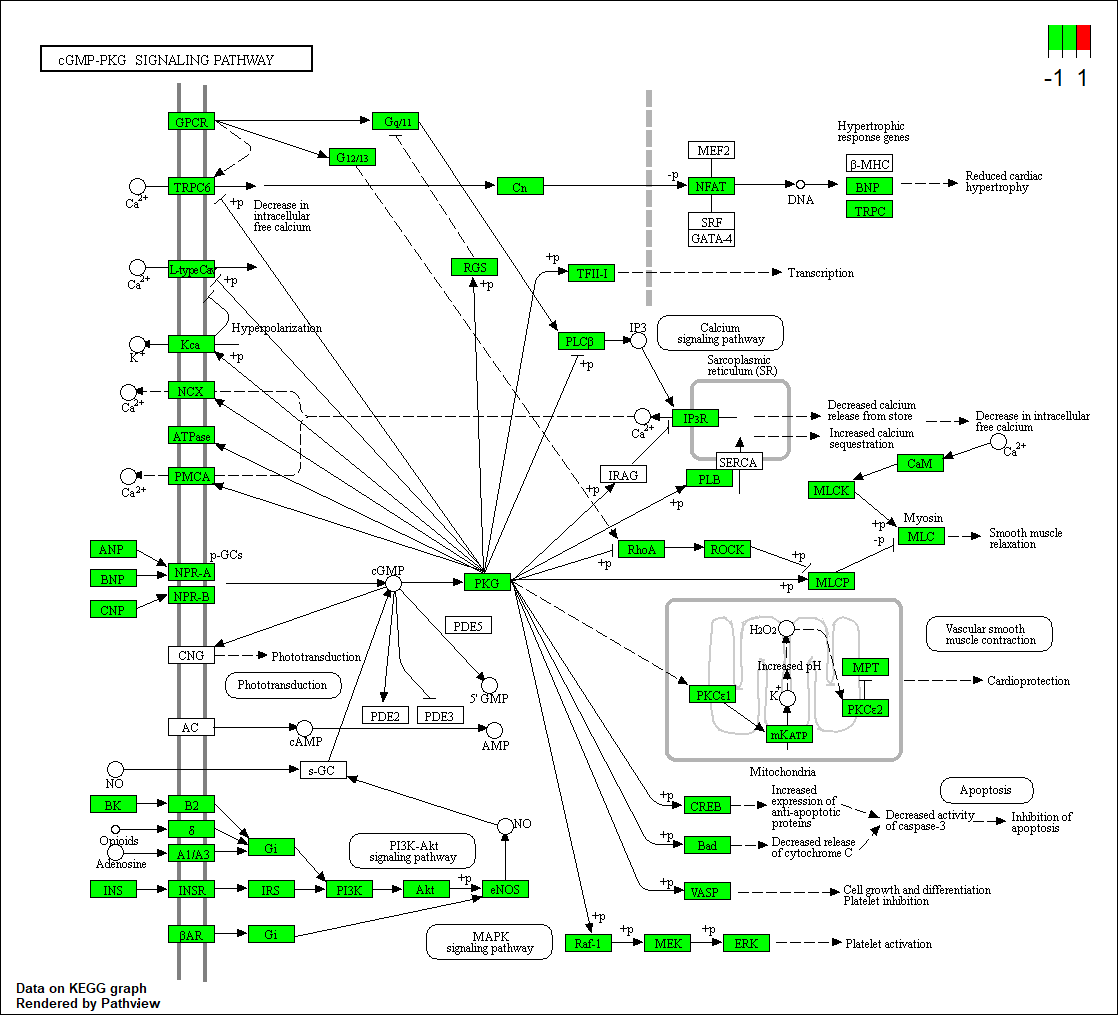 cGMP-PKG SIGNALING PATHWAY
-1 1
GPCR
Gq/11
G12/13
Hypertrophic
response genes
MEF2
β-MHC
TRPC6
Ca2+
+p
Decrease in
intracellular
free calcium
Cn
-p
NFAT
DNA
BNP
TRPC
Reduced cardiac
hypertrophy
SRF
GATA-4
L-type Ca
Ca2+
+p
RGS
+p
+p
TFII-I
Transcription
Hyperpolarization
Kca
K+
+p
PLCβ
+p
IP3
Calcium
signaling pathway
Sarcoplasmic
reticulum (SR)
NCX
Ca2+
ATPase
PMCA
Ca2+
Ca2+
IP3R
Decreased calcium
release from store
Increased calcium
sequestration
Decrease in intracellular
free calcium
Ca2+
IRAG
+p
SERCA
PLB
+p
CaM
MLCK
+p
-p
Myosin
MLC
Smooth muscle
relaxation
ANP
BNP
CNP
p-GCs
NPR-A
NPR-B
cGMP
PKG
RhoA
+p
ROCK
+p
MLCP
+p
PDE5
CNG
Phototransduction
Phototransduction
5' GMP
PDE2
PDE3
AC
cAMP
AMP
H2O2
Increased pH
K+
PKCε1
mKATP
MPT
PKCε2
Vascular smooth
muscle contraction
Cardioprotection
Mitochondria
NO
s-GC
BK
B2
Opioids
δ
Adenosine
A1/A3
Gi
NO
PI3K-Akt
signaling pathway
INS
INSR
IRS
PI3K
Akt
+p
eNOS
βAR
Gi
MAPK
signaling pathway
+p
CREB
Increased
expression of
anti-apoptotic
proteins
Apoptosis
+p
Bad
Decreased release
of cytochrome C
Decreased activity
of caspase-3
Inhibition of
apoptosis
+p
VASP
Cell growth and differentiation
Platelet inhibition
+p
Raf-1
+p
MEK
+p
ERK
Platelet activation
Data on KEGG graph
Rendered by Pathview